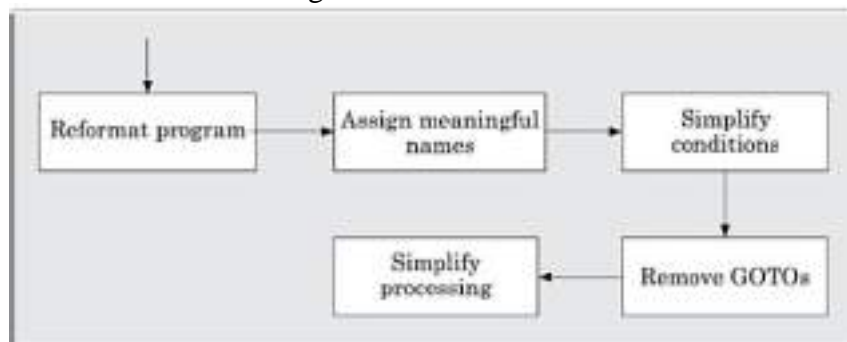 Reformat program
Assign meaningful
names
Simplify
conditions
Simplify
processing
Remove GOTOs